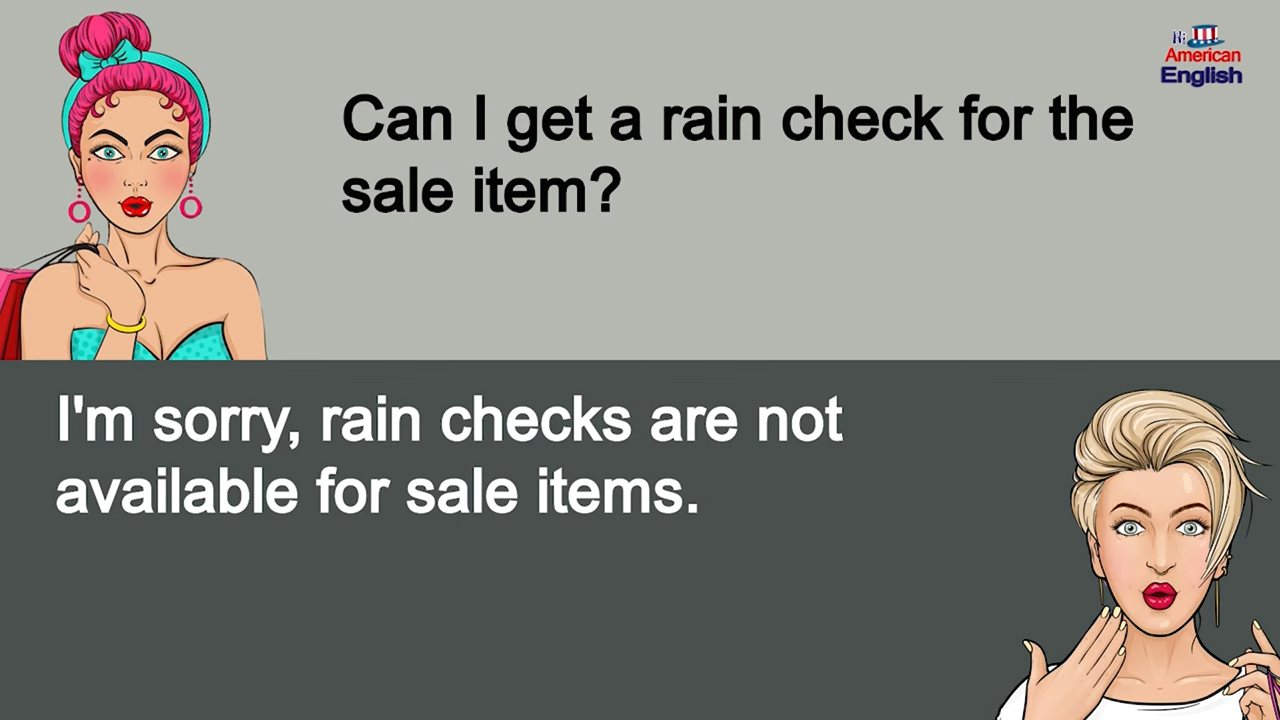 Hi
American
English
Can I get a rain check for the
sale item?
I'm sorry, rain checks are not
available for sale items.